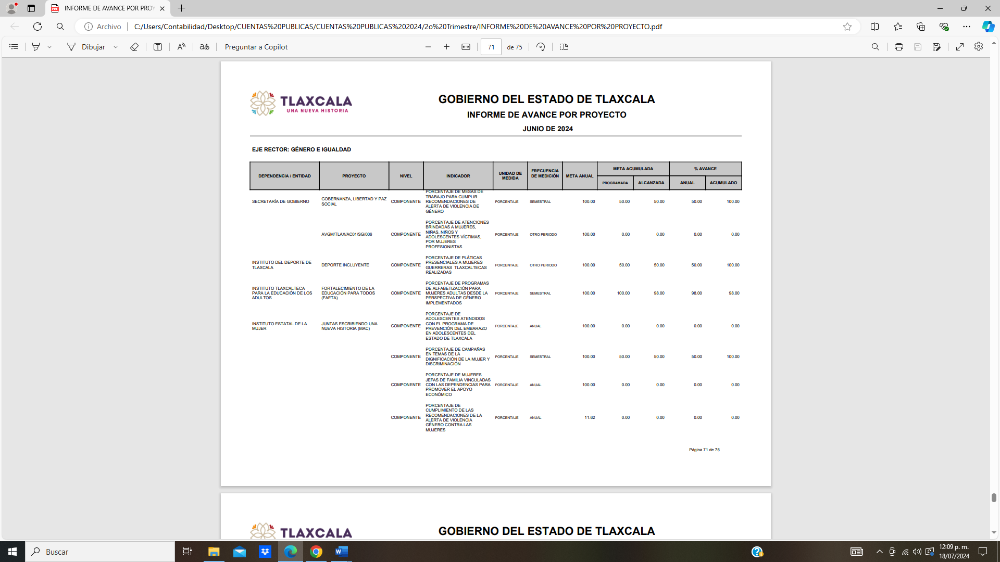 INFORME DE AVANCE POR PROY
Archivo
C:/Users/Contabilidad/Desktop/CUENTAS%20PUBLICAS/CUENTAS%20PUBLICAS%202024/2o%20Trimestre/INFORME%20DE%20AVANCE%20POR%20PROYECTO.pdf
Dibujar
Preguntar a Copilot
71 de 75
TLAXCALA
UNA NUEVA HISTORIA
GOBIERNO DEL ESTADO DE TLAXCALA
INFORME DE AVANCE POR PROYECTO
JUNIO DE 2024
EJE RECTOR: GÉNERO E IGUALDAD
DEPENDENCIA / ENTIDAD
PROYECTO
NIVEL
INDICADOR
UNIDAD DE
MEDIDA
FRECUENCIA
DE MEDICIÓN
META ANUAL
META ACUMULADA
% AVANCE
PROGRAMADA
ALCANZADA
ANUAL
ACUMULADO
SECRETARÍA DE GOBIERNO
GOBERNANZA, LIBERTAD Y PAZ
SOCIAL
COMPONENTE
PORCENTAJE DE MESAS DE
TRABAJO PARA CUMPLIR
RECOMENDACIONES DE
ALERTA DE VIOLENCIA DE
GÉNERO
PORCENTAJE
SEMESTRAL
100.00
50.00
50.00
50.00
100.00
AVGM/TLAX/AC01/SG/006
COMPONENTE
PORCENTAJE DE ATENCIONES
BRINDADAS A MUJERES,
NIÑAS, NIÑOS Y
ADOLESCENTES VÍCTIMAS,
POR MUJERES
PROFESIONISTAS
PORCENTAJE
OTRO PERIODO
100.00
0.00
0.00
0.00
0.00
INSTITUTO DEL DEPORTE DE
TLAXCALA
DEPORTE INCLUYENTE
COMPONENTE
PORCENTAJE DE PLÁTICAS
PRESENCIALES A MUJERES
GUERRERAS TLAXCALTECAS
REALIZADAS
PORCENTAJE
OTRO PERIODO
100.00
50.00
50.00
50.00
100.00
INSTITUTO TLAXCALTECA
PARA LA EDUCACIÓN DE LOS
ADULTOS
FORTALECIMIENTO DE LA
EDUCACIÓN PARA TODOS
(FAETA)
COMPONENTE
PORCENTAJE DE PROGRAMAS
DE ALFABETIZACIÓN PARA
MUJERES ADULTAS DESDE LA
PERSPECTIVA DE GÉNERO
IMPLEMENTADOS
PORCENTAJE
SEMESTRAL
100.00
100.00
98.00
98.00
98.00
INSTITUTO ESTATAL DE LA
MUJER
JUNTAS ESCRIBIENDO UNA
NUEVA HISTORIA (MAC)
COMPONENTE
PORCENTAJE DE
ADOLESCENTES ATENDIDOS
CON EL PROGRAMA DE
PREVENCIÓN DEL EMBARAZO
EN ADOLESCENTES DEL
ESTADO DE TLAXCALA
PORCENTAJE
ANUAL
100.00
0.00
0.00
0.00
0.00
COMPONENTE
PORCENTAJE DE CAMPAÑAS
EN TEMAS DE LA
DIGNIFICACIÓN DE LA MUJER Y
DISCRIMINACIÓN
PORCENTAJE
SEMESTRAL
100.00
50.00
50.00
50.00
100.00
COMPONENTE
PORCENTAJE DE MUJERES
JEFAS DE FAMILIA VINCULADAS
CON LAS DEPENDENCIAS PARA
PROMOVER EL APOYO
ECONÓMICO
PORCENTAJE
ANUAL
100.00
0.00
0.00
0.00
0.00
COMPONENTE
PORCENTAJE DE
CUMPLIMIENTO DE LAS
RECOMENDACIONES DE LA
ALERTA DE VIOLENCIA
GÉNERO CONTRA LAS
MUJERES
PORCENTAJE
ANUAL
11.62
0.00
0.00
0.00
0.00
Página 71 de 75
TLAXCALA
GOBIERNO DEL ESTADO DE TLAXCALA
Buscar
12:09 p. m.
18/07/2024